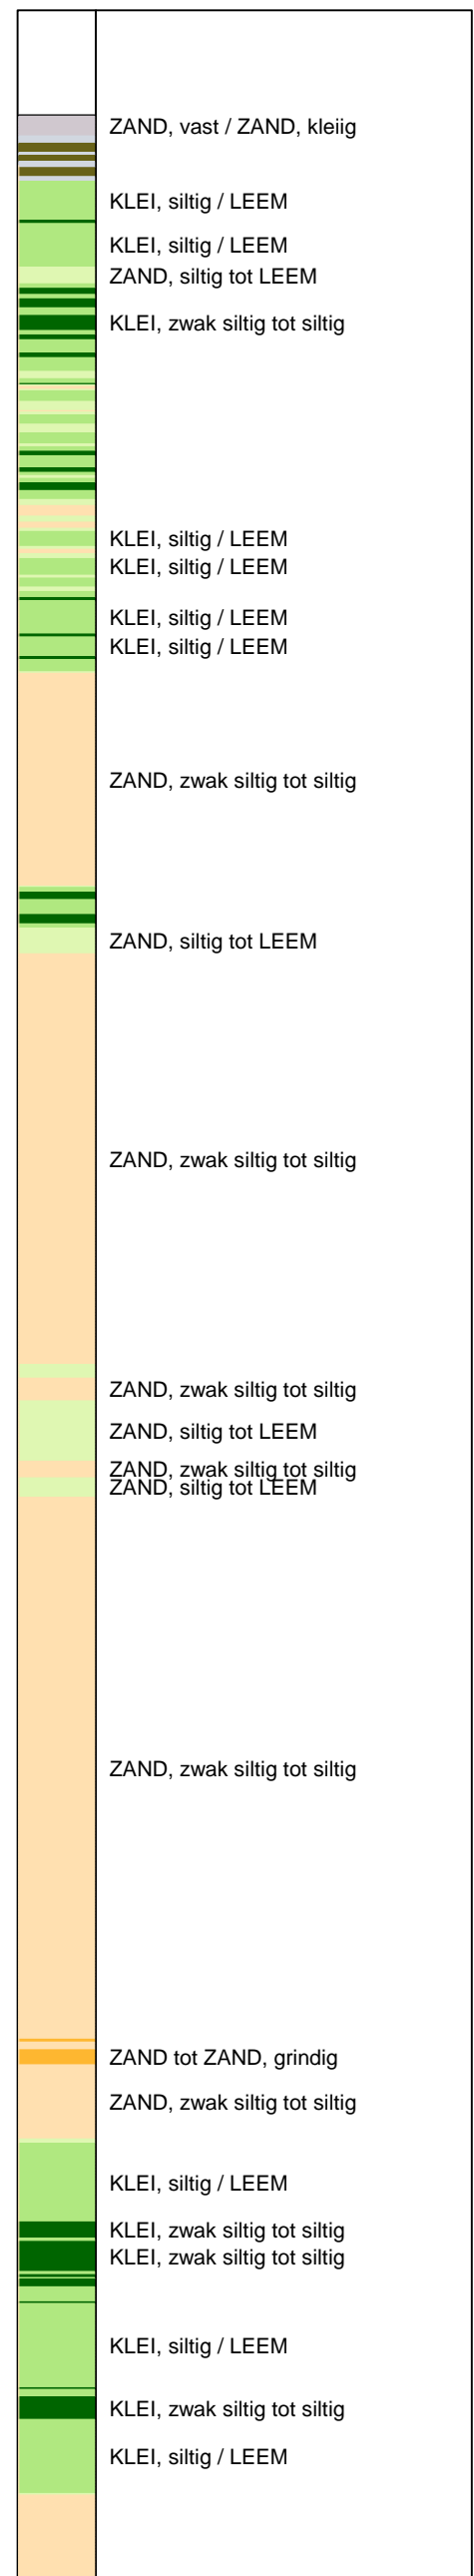 ZAND, vast / ZAND, kleiig
KLEI, siltig / LEEM
KLEI, siltig / LEEM
ZAND, siltig tot LEEM
KLEI, zwak siltig tot siltig
KLEI, siltig / LEEM
KLEI, siltig / LEEM
KLEI, siltig / LEEM
KLEI, siltig / LEEM
ZAND, zwak siltig tot siltig
ZAND, siltig tot LEEM
ZAND, zwak siltig tot siltig
ZAND, zwak siltig tot siltig
ZAND, siltig tot LEEM
ZAND, zwak siltig tot siltig
ZAND, siltig tot LEEM
ZAND, zwak siltig tot siltig
ZAND tot ZAND, grindig
ZAND, zwak siltig tot siltig
KLEI, siltig / LEEM
KLEI, zwak siltig tot siltig
KLEI, zwak siltig tot siltig
KLEI, siltig / LEEM
KLEI, zwak siltig tot siltig
KLEI, siltig / LEEM